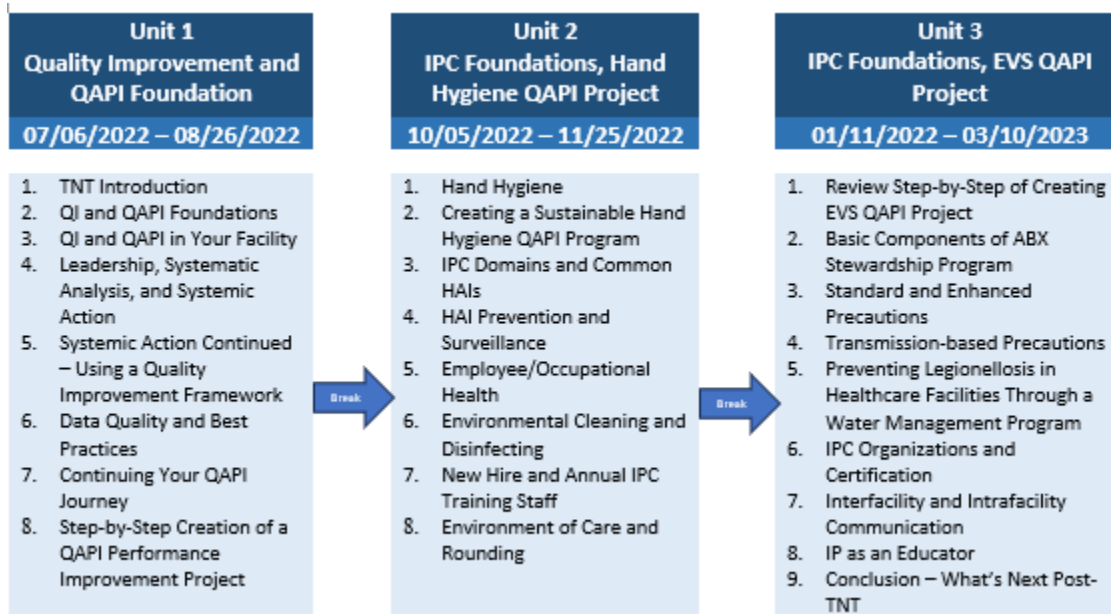 Unit 1
Quality Improvement and
QAPI Foundation
07/06/2022 – 08/26/2022
1. TNT Introduction
2. QI and QAPI Foundations
3. QI and QAPI in Your Facility
4. Leadership, Systematic
Analysis, and Systemic
Action
5. Systemic Action Continued
– Using a Quality
Improvement Framework
6. Data Quality and Best
Practices
7. Continuing Your QAPI
Journey
8. Step-by-Step Creation of a
QAPI Performance
Improvement Project
Break
Unit 2
IPC Foundations, Hand
Hygiene QAPI Project
10/05/2022 – 11/25/2022
1. Hand Hygiene
2. Creating a Sustainable Hand
Hygiene QAPI Program
3. IPC Domains and Common
HAIs
4. HAI Prevention and
Surveillance
5. Employee/Occupational
Health
6. Environmental Cleaning and
Disinfecting
7. New Hire and Annual IPC
Training Staff
8. Environment of Care and
Rounding
Break
Unit 3
IPC Foundations, EVS QAPI
Project
01/11/2022 – 03/10/2023
1. Review Step-by-Step of Creating
EVS QAPI Project
2. Basic Components of ABX
Stewardship Program
3. Standard and Enhanced
Precautions
4. Transmission-based Precautions
5. Preventing Legionellosis in
Healthcare Facilities Through a
Water Management Program
6. IPC Organizations and
Certification
7. Interfacility and Intrafacility
Communication
8. IP as an Educator
9. Conclusion – What's Next Post-
TNT